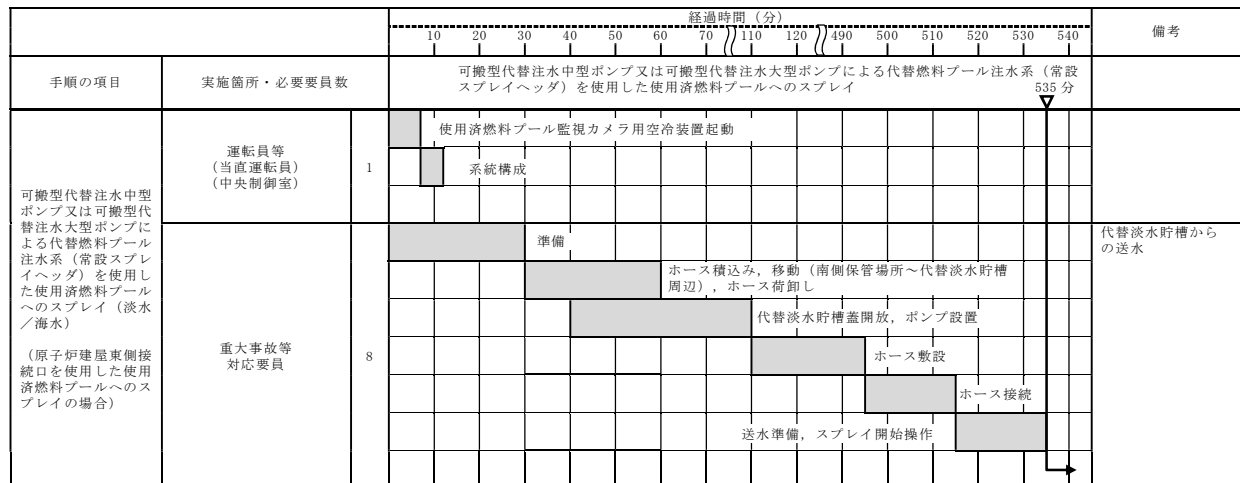 経過時間（分）
備考
10 20 30 40 50 60 70 110 120 490 500 510 520 530 540
手順の項目
実施箇所・必要要員数
可搬型代替注水中型ポンプ又は可搬型代替注水大型ポンプによる代替燃料プール注水系（常設
スプレイヘッダ）を使用した使用済燃料プールへのスプレイ
535 分
可搬型代替注水中型
ポンプ又は可搬型代
替注水大型ポンプに
よる代替燃料プール
注水系（常設スプレ
イヘッダ）を使用し
た使用済燃料プール
へのスプレイ（淡水
／海水）
（原子炉建屋東側接
続口を使用した使用
済燃料プールへのス
プレイの場合）
運転員等
（当直運転員）
（中央制御室）
1
使用済燃料プール監視カメラ用空冷装置起動
系統構成
重大事故等
対応要員
8
準備
ホース積込み，移動（南側保管場所～代替淡水貯槽
周辺），ホース荷卸し
代替淡水貯槽蓋開放，ポンプ設置
ホース敷設
ホース接続
送水準備，スプレイ開始操作
代替淡水貯槽から
の送水